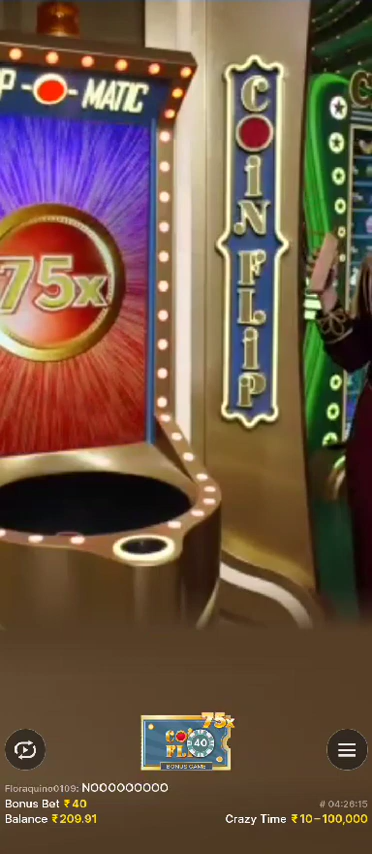 P-O-MATIC
75x
COIN FLIP
C
75x
COIN
FLIP
40
BONUS GAME
Floraquino0109: NOOOOOOOOO
Bonus Bet ₹40
# 04:26:15
Balance ₹209.91
Crazy Time ₹10-100,000